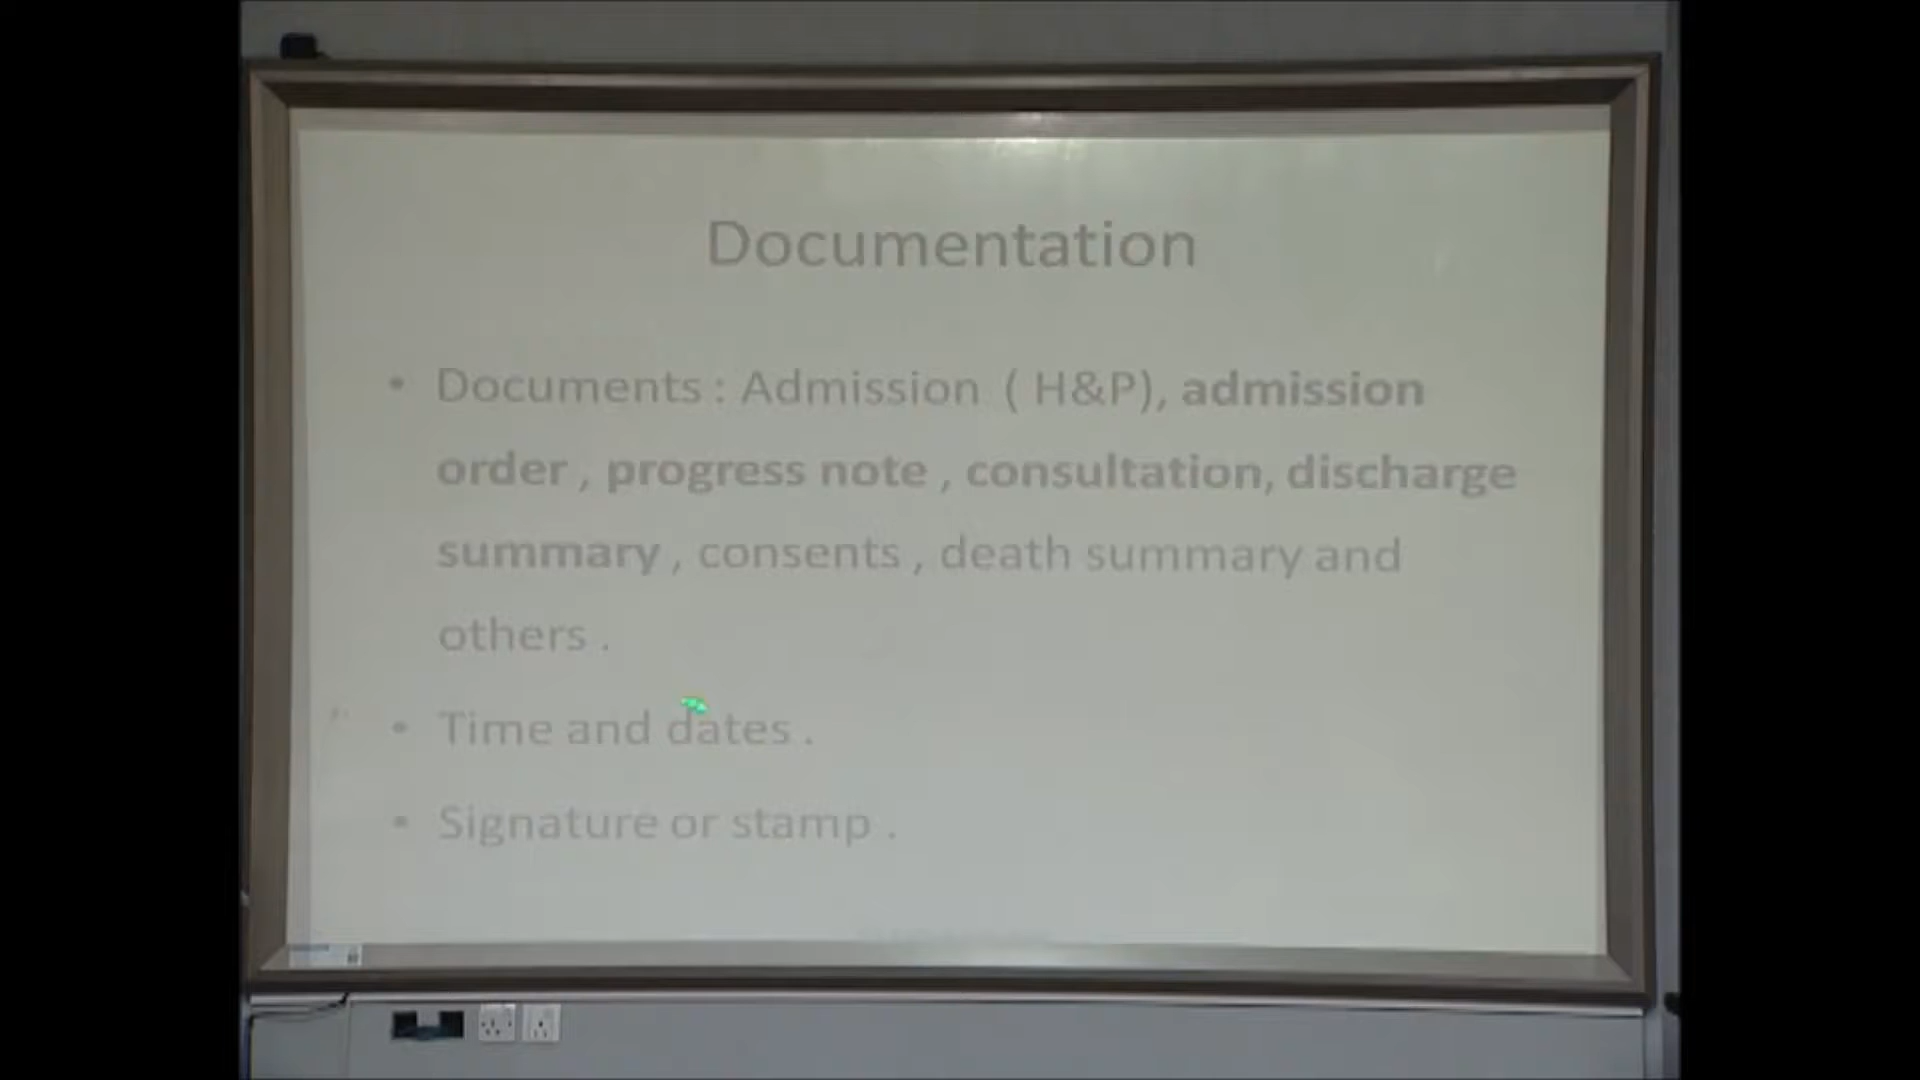 Documentation
• Documents : Admission ( H&P), admission
order , progress note , consultation, discharge
summary , consents , death summary and
others .
• Time and dates .
• Signature or stamp .